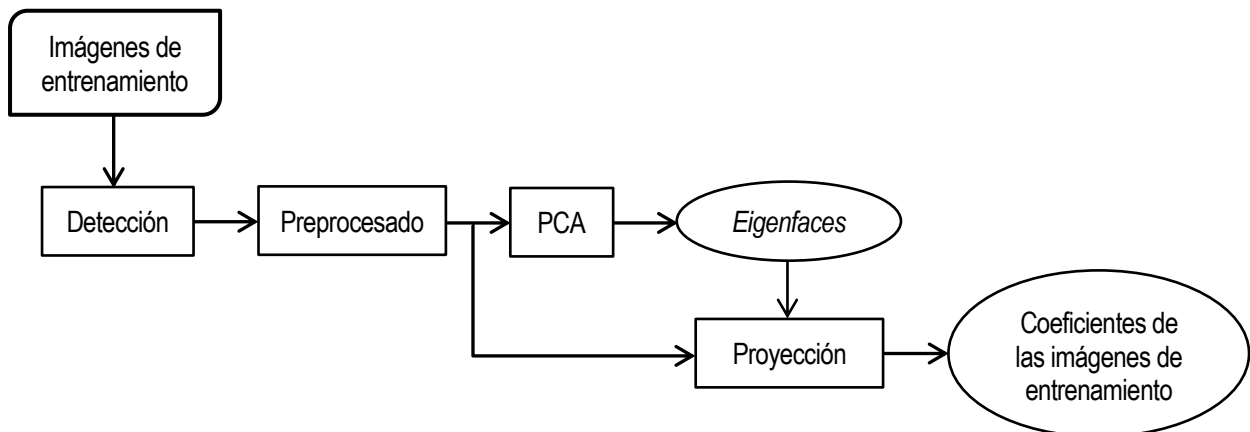 Imágenes de
entrenamiento
Detección
Preprocesado
PCA
Eigenfaces
Proyección
Coeficientes de
las imágenes de
entrenamiento